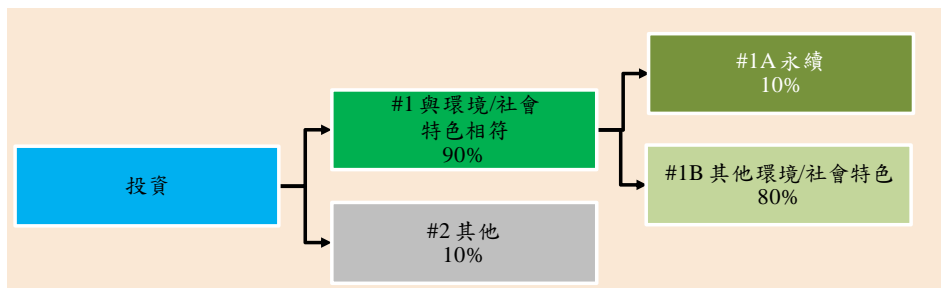 投資
#1 與環境/社會
特色相符
90%
#2 其他
10%
#1A 永續
10%
#1B 其他環境/社會特色
80%